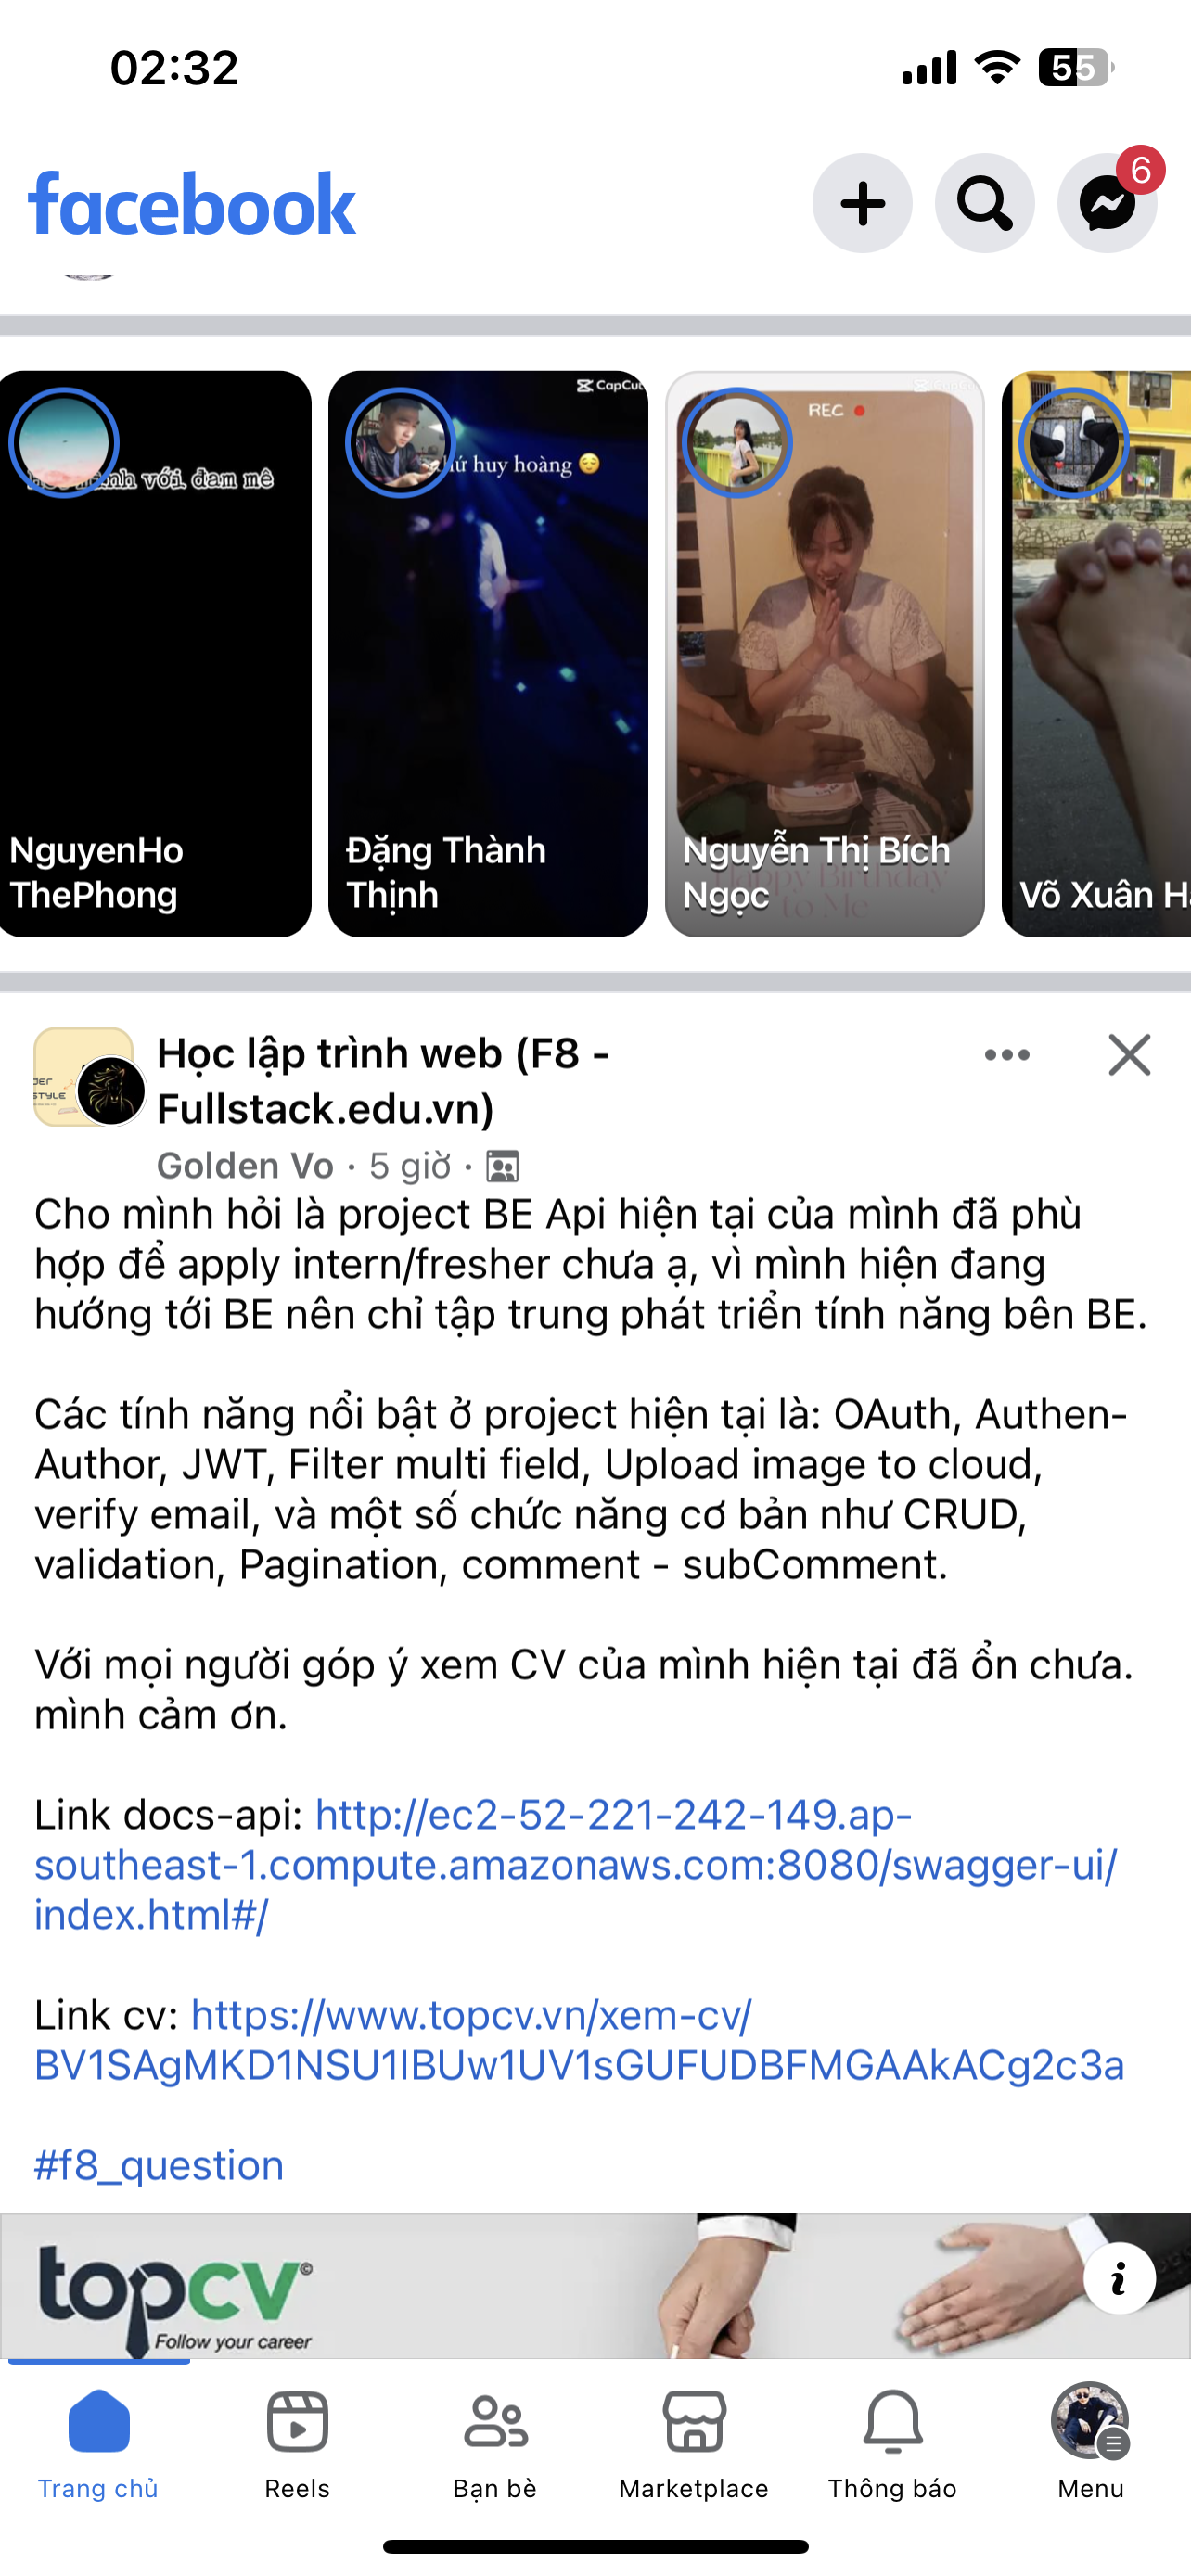 02:32
55
facebook
6
với đam mê
CapCut
huy hoàng 😌
REC
NguyenHo
ThePhong
Đặng Thành
Thịnh
Nguyễn Thị Bích
Ngọc
Happy Birthday
to Me
Võ Xuân H
Học lập trình web (F8 -
Fullstack.edu.vn)
Golden Vo · 5 giờ ·
Cho mình hỏi là project BE Api hiện tại của mình đã phù
hợp để apply intern/fresher chưa ạ, vì mình hiện đang
hướng tới BE nên chỉ tập trung phát triển tính năng bên BE.
Các tính năng nổi bật ở project hiện tại là: OAuth, Authen-
Author, JWT, Filter multi field, Upload image to cloud,
verify email, và một số chức năng cơ bản như CRUD,
validation, Pagination, comment - subComment.
Với mọi người góp ý xem CV của mình hiện tại đã ổn chưa.
mình cảm ơn.
Link docs-api: http://ec2-52-221-242-149.ap-
southeast-1.compute.amazonaws.com:8080/swagger-ui/
index.html#/
Link cv: https://www.topcv.vn/xem-cv/
BV1SAgMKD1NSU1IBUw1UV1sGUFUDBFMGAAkACg2c3a
#f8_question
topcv©
Follow your career
Trang chủ
Reels
Bạn bè
Marketplace
Thông báo
Menu